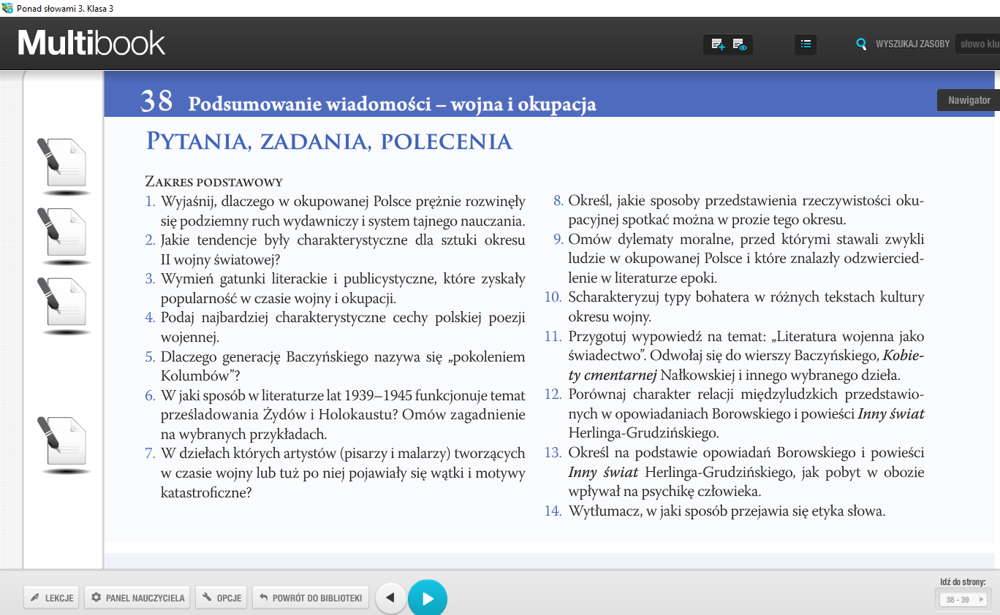 Ponad słowami 3. Klasa 3
Multibook
WYSZUKAJ ZASOBY
słowo klu
38 Podsumowanie wiadomości – wojna i okupacja
Nawigator
PYTANIA, ZADANIA, POLECENIA
ZAKRES PODSTAWOWY
1. Wyjaśnij, dlaczego w okupowanej Polsce prężnie rozwinęły
się podziemny ruch wydawniczy i system tajnego nauczania.
2. Jakie tendencje były charakterystyczne dla sztuki okresu
II wojny światowej?
3. Wymień gatunki literackie i publicystyczne, które zyskały
popularność w czasie wojny i okupacji.
4. Podaj najbardziej charakterystyczne cechy polskiej poezji
wojennej.
5. Dlaczego generację Baczyńskiego nazywa się „pokoleniem
Kolumbów”?
6. W jaki sposób w literaturze lat 1939–1945 funkcjonuje temat
prześladowania Żydów i Holokaustu? Omów zagadnienie
na wybranych przykładach.
7. W dziełach których artystów (pisarzy i malarzy) tworzących
w czasie wojny lub tuż po niej pojawiały się wątki i motywy
katastroficzne?
8. Określ, jakie sposoby przedstawienia rzeczywistości oku-
pacyjnej spotkać można w prozie tego okresu.
9. Omów dylematy moralne, przed którymi stawali zwykli
ludzie w okupowanej Polsce i które znalazły odzwierciedl-
lenie w literaturze epoki.
10. Scharakteryzuj typy bohatera w różnych tekstach kultury
okresu wojny.
11. Przygotuj wypowiedź na temat: „Literatura wojenna jako
świadectwo”. Odwołaj się do wierszy Baczyńskiego, Kobie-
ty cmentarnej Nałkowskiej i innego wybranego dzieła.
12. Porównaj charakter relacji międzyludzkich przedstawio-
nych w opowiadaniach Borowskiego i powieści Inny świat
Herlinga-Grudzińskiego.
13. Określ na podstawie opowiadań Borowskiego i powieści
Inny świat Herlinga-Grudzińskiego, jak pobyt w obozie
wpływał na psychikę człowieka.
14. Wytłumacz, w jaki sposób przejawia się etyka słowa.
LEKCJE
PANEL NAUCZYCIELA
OPCJE
POWRÓT DO BIBLIOTEKI
Idź do strony:
38 - 39